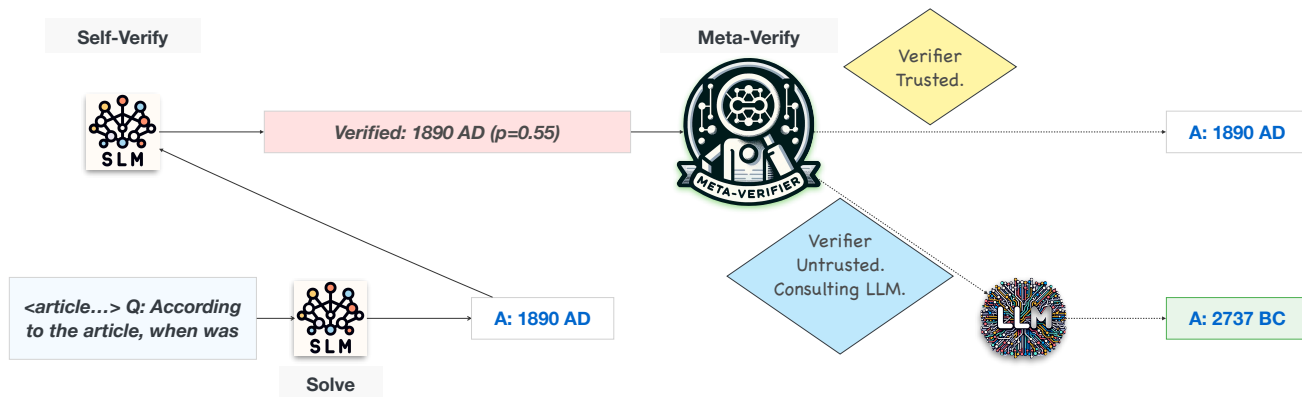 Self-Verify
Meta-Verify
Verifier
Trusted.
SLM
Verified: 1890 AD (p=0.55)
META-VERIFIER
A: 1890 AD
Verifier
Untrusted.
Consulting LLM.
<article...> Q: According
to the article, when was
SLM
A: 1890 AD
LLM
A: 2737 BC
Solve